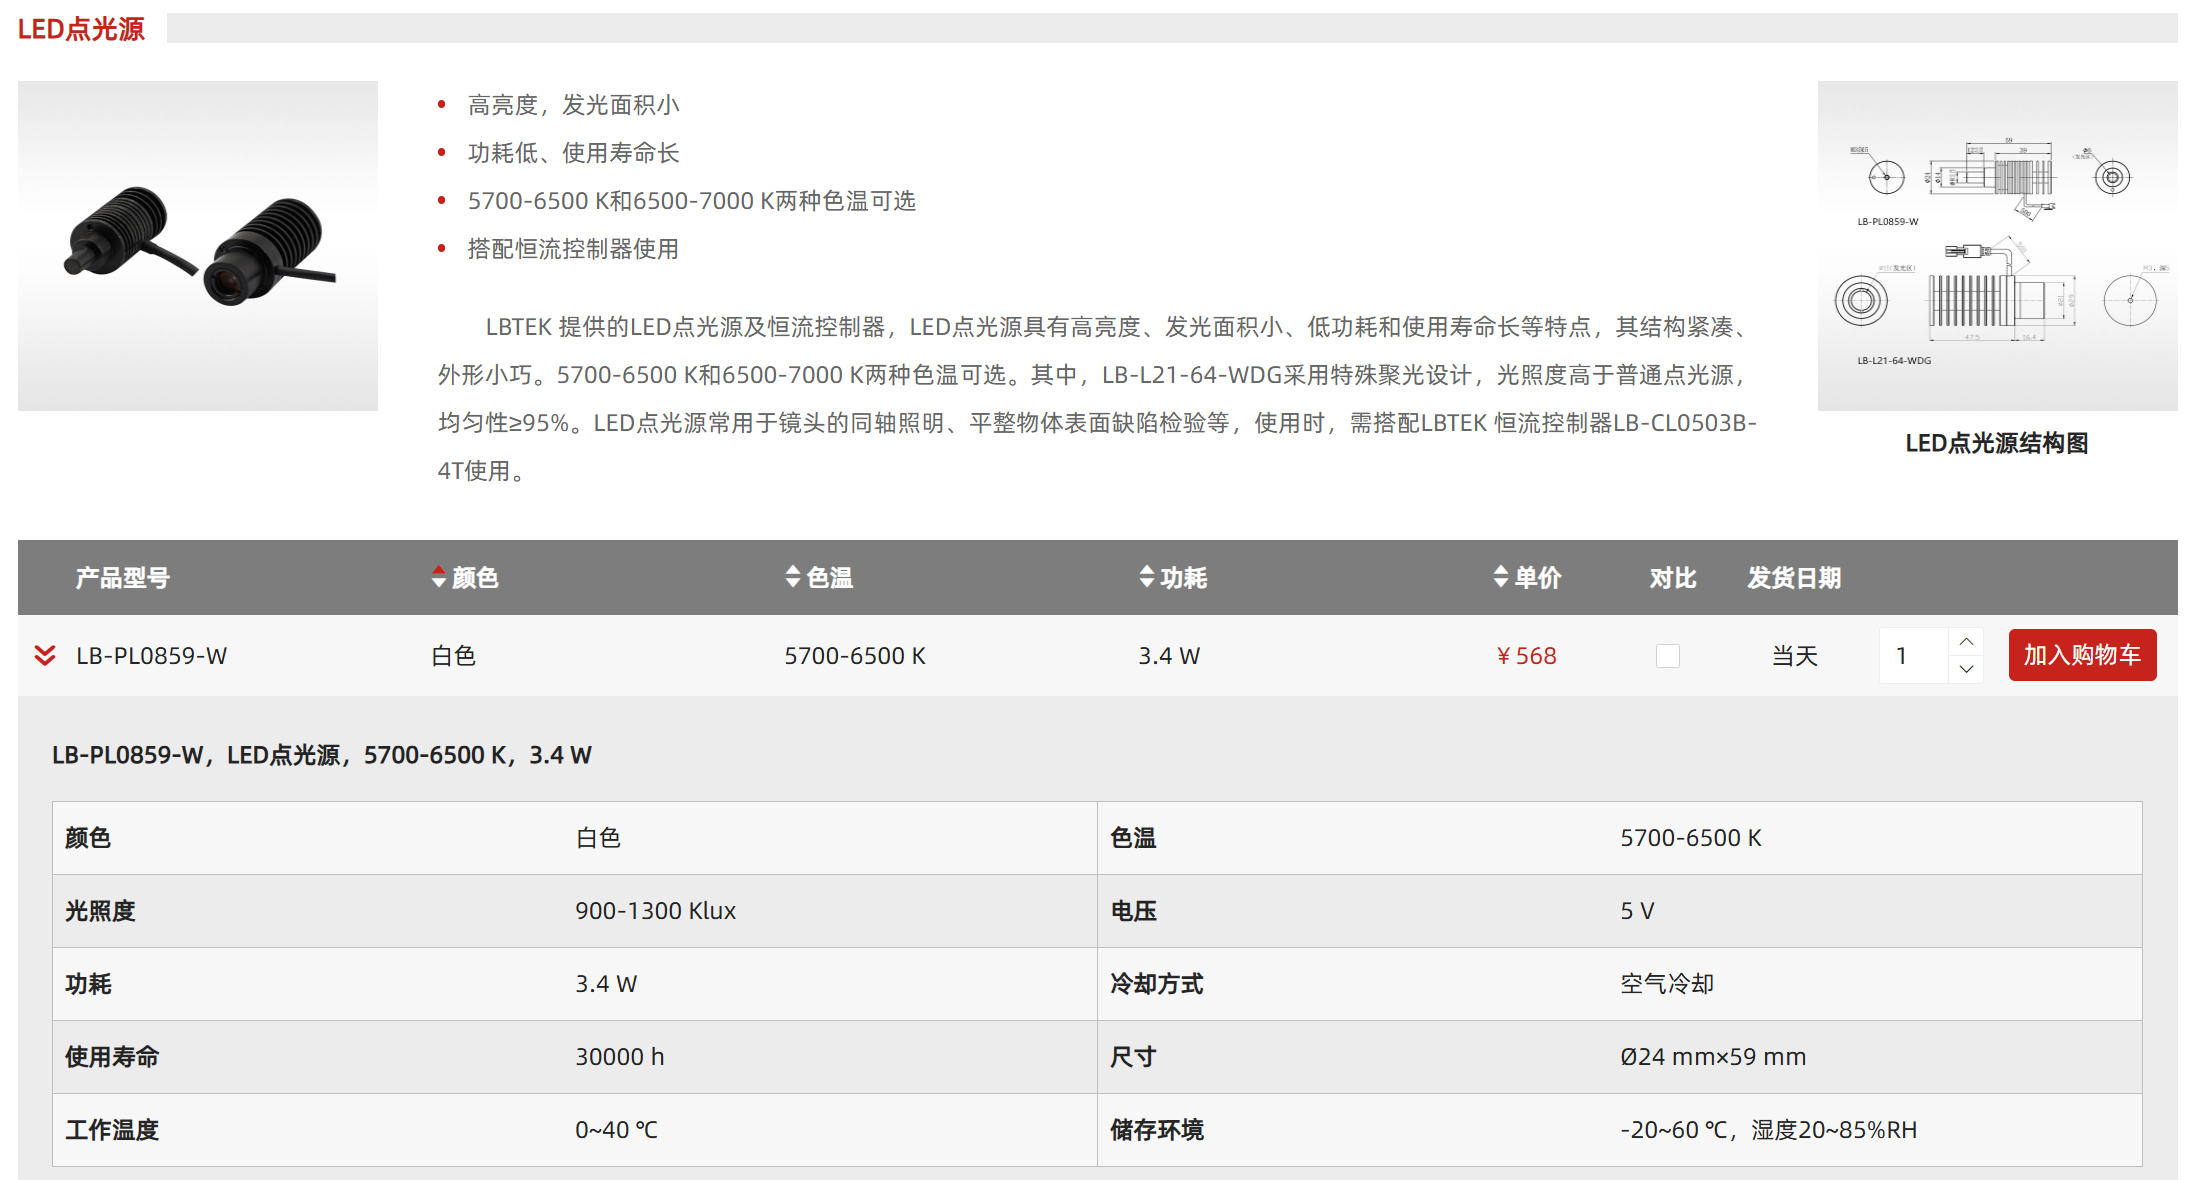 LED点光源
高亮度，发光面积小
功耗低、使用寿命长
5700-6500 K和6500-7000 K两种色温可选
搭配恒流控制器使用
LBTEK 提供的LED点光源及恒流控制器，LED点光源具有高亮度、发光面积小、低功耗和使用寿命长等特点，其结构紧凑、
外形小巧。5700-6500 K和6500-7000 K两种色温可选。其中，LB-L21-64-WDG采用特殊聚光设计，光照度高于普通点光源，
均匀性≥95%。LED点光源常用于镜头的同轴照明、平整物体表面缺陷检验等，使用时，需搭配LBTEK 恒流控制器LB-CL0503B-
4T使用。
59
39
500
LB-PL0859-W
47.5
16.4
LB-L21-64-WDG
LED点光源结构图
产品型号 颜色 色温 功耗 单价 对比 发货日期
LB-PL0859-W 白色 5700-6500 K 3.4 W ¥ 568 当天 1 加入购物车
LB-PL0859-W，LED点光源，5700-6500 K，3.4 W
颜色 白色 色温 5700-6500 K
光照度 900-1300 Klux 电压 5 V
功耗 3.4 W 冷却方式 空气冷却
使用寿命 30000 h 尺寸 Ø24 mm×59 mm
工作温度 0~40 ℃ 储存环境 -20~60 ℃，湿度20~85%RH